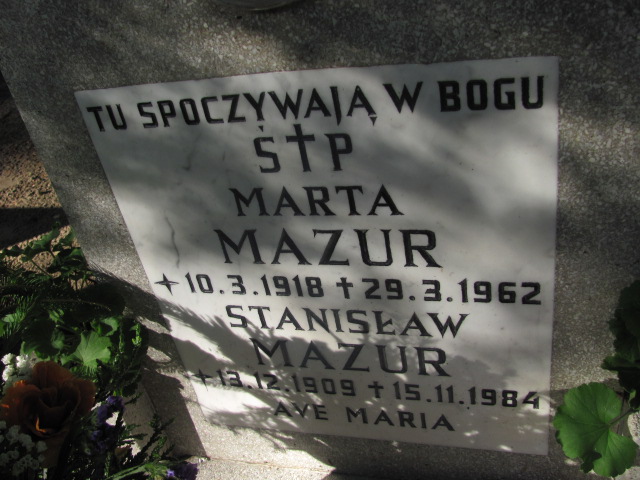 TU SPOCZYWAJĄ W BOGU
Ś✝P
MARTA
MAZUR
✦10.3.1918 ✝29.3.1962
STANISŁAW
MAZUR
✦13.12.1909 ✝15.11.1984
AVE MARIA